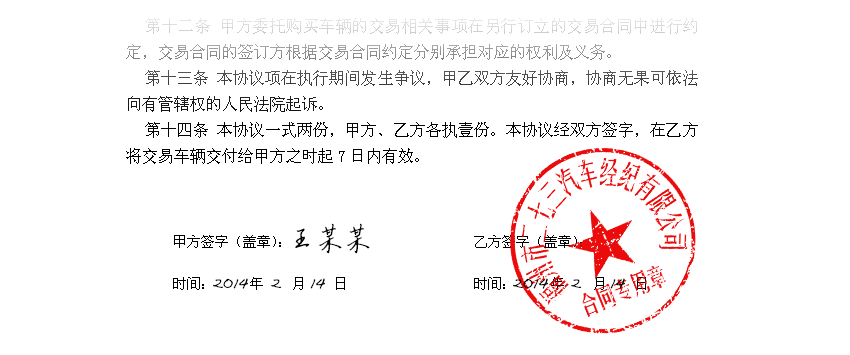 第十二条 甲方委托购买车辆的交易相关事项在另行订立的交易合同中进行约
定，交易合同的签订方根据交易合同约定分别承担对应的权利及义务。
第十三条 本协议项在执行期间发生争议，甲乙双方友好协商，协商无果可依法
向有管辖权的人民法院起诉。
第十四条 本协议一式两份，甲方、乙方各执壹份。本协议经双方签字，在乙方
将交易车辆交付给甲方之时起 7 日内有效。
甲方签字（盖章）：王某某
乙方签字（盖章）：
时间：2014年 2 月 14 日
时间：2014年 2 月 14 日
福州市二七三汽车经纪有限公司
合同专用章